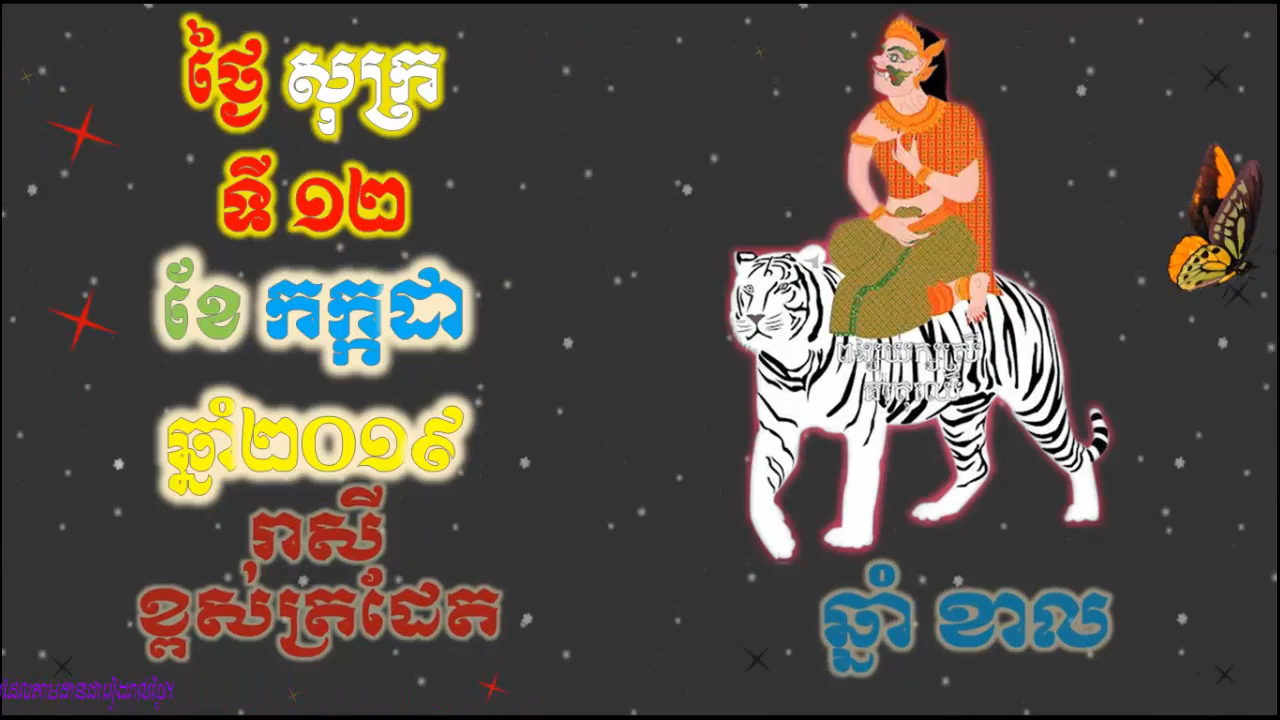 ថ្ងៃ សុក្រ
ទី ១២
ខែ កក្កដា
ឆ្នាំ២០១៩
រាសី
ខ្ពស់ត្រដែត
ឆ្នាំ ខាល